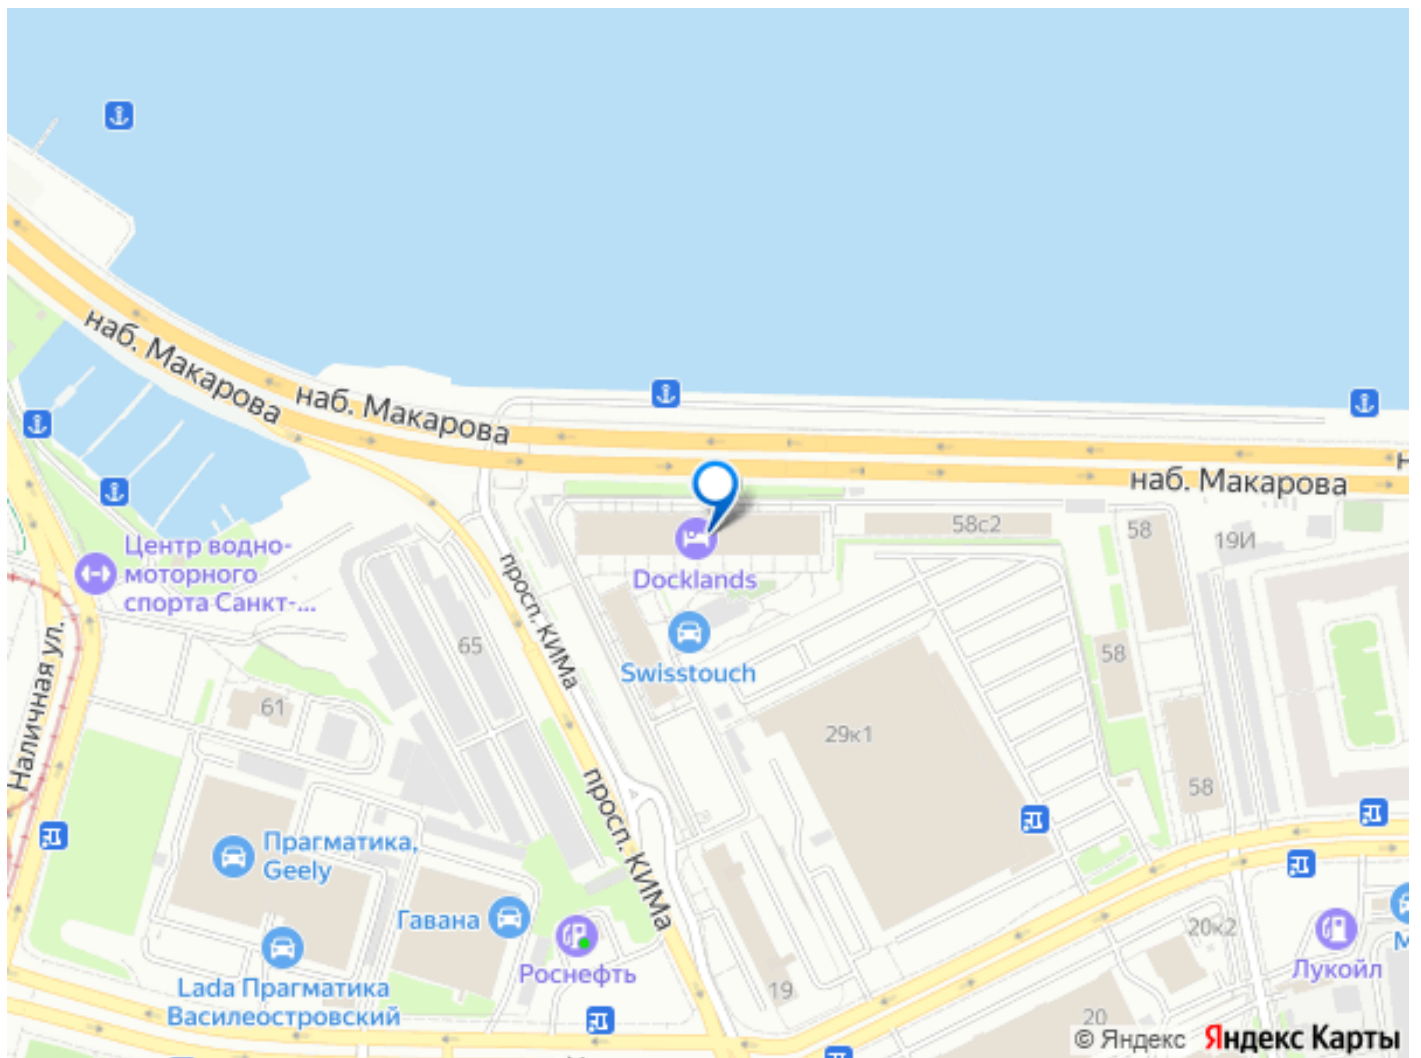 наб. Макарова
наб. Макарова
наб. Макарова
н
58с2
58
19И
Центр водно-
моторного
спорта Санкт-...
Docklands
просп. КИМа
Наличная ул.
65
58
Swisstouch
61
29к1
58
просп. КИМа
Прагматика,
Geely
Гавана
Роснефть
Lada Прагматика
Василеостровский
19
20к2
20
Лукойл
М
© Яндекс Яндекс Карты